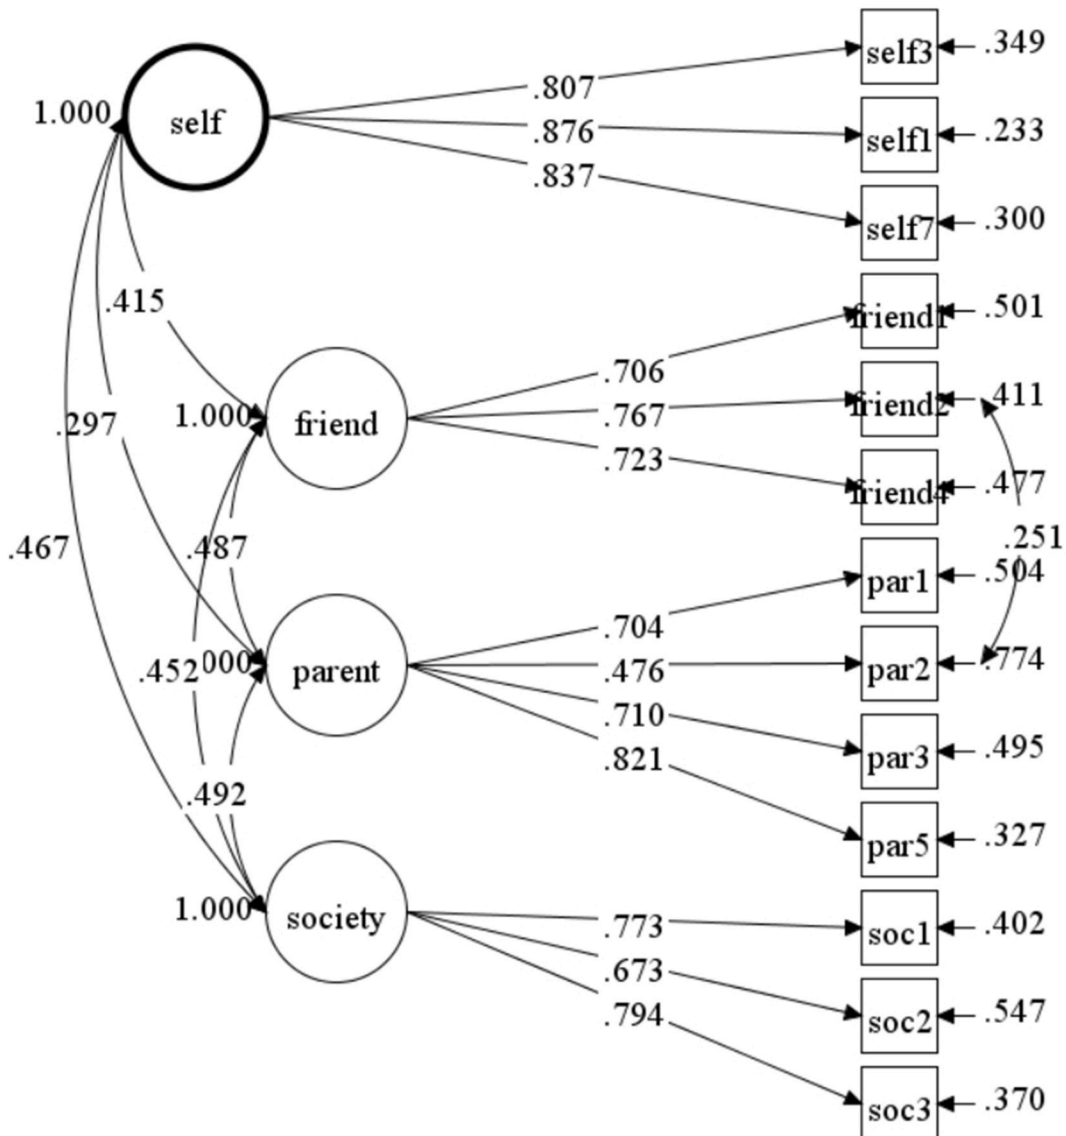 self3
.349
1.000
self
.807
.876
self1
.233
.837
self7
.300
.415
friend1
.501
.706
1.000
friend
.767
friend2
.411
.297
.723
friend4
.477
.467
.487
.251
par1
.504
.704
.452
000
parent
.476
par2
.774
.710
par3
.495
.821
.492
par5
.327
1.000
society
.773
soc1
.402
.673
soc2
.547
.794
soc3
.370